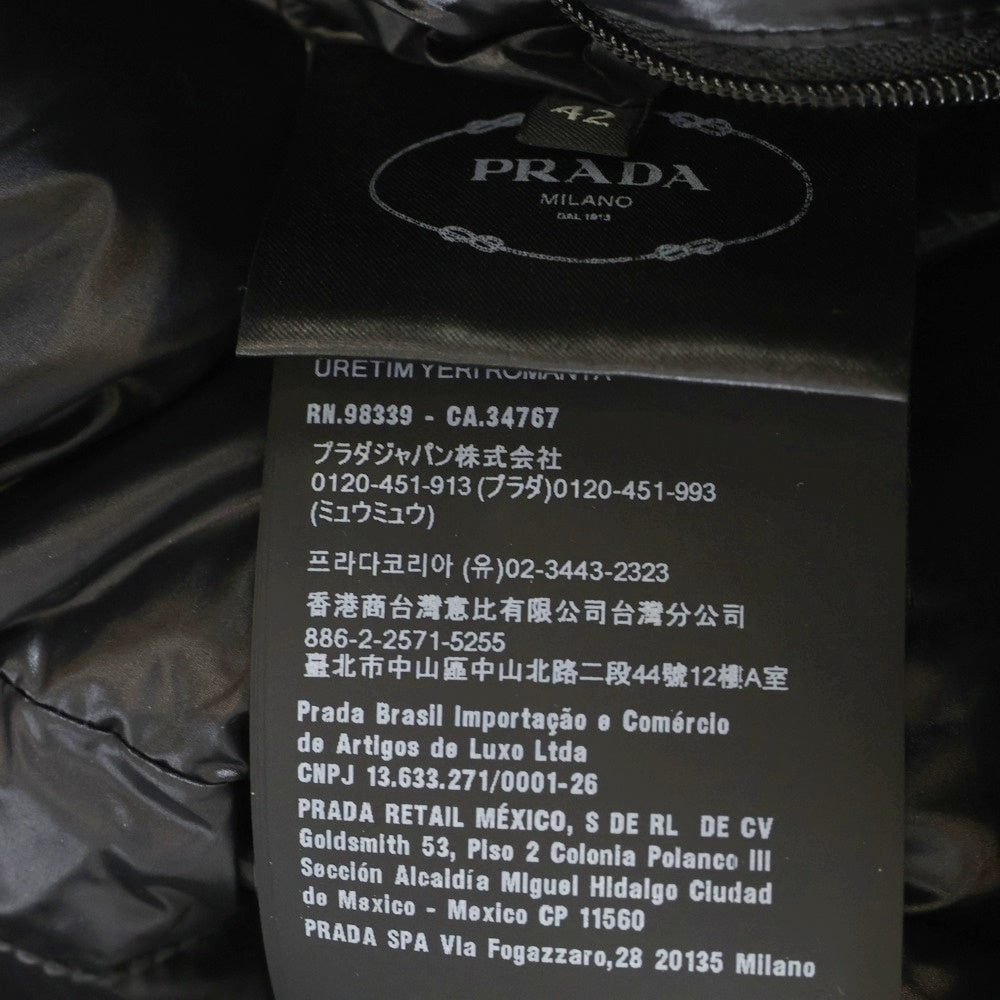 42
PRADA
MILANO
DAL 1913
ÜRETİM YERİ ROMANYA
RN.98339 - CA.34767
プラダジャパン株式会社
0120-451-913 (プラダ)0120-451-993
(ミュウミュウ)
프라다코리아 (유)02-3443-2323
香港商台灣意比有限公司台灣分公司
886-2-2571-5255
臺北市中山區中山北路二段44號12樓A室
Prada Brasil Importação e Comércio
de Artigos de Luxo Ltda
CNPJ 13.633.271/0001-26
PRADA RETAIL MÉXICO, S DE RL DE CV
Goldsmith 53, Piso 2 Colonia Polanco III
Sección Alcaldía Miguel Hidalgo Ciudad
de Mexico - Mexico CP 11560
PRADA SPA Via Fogazzaro,28 20135 Milano